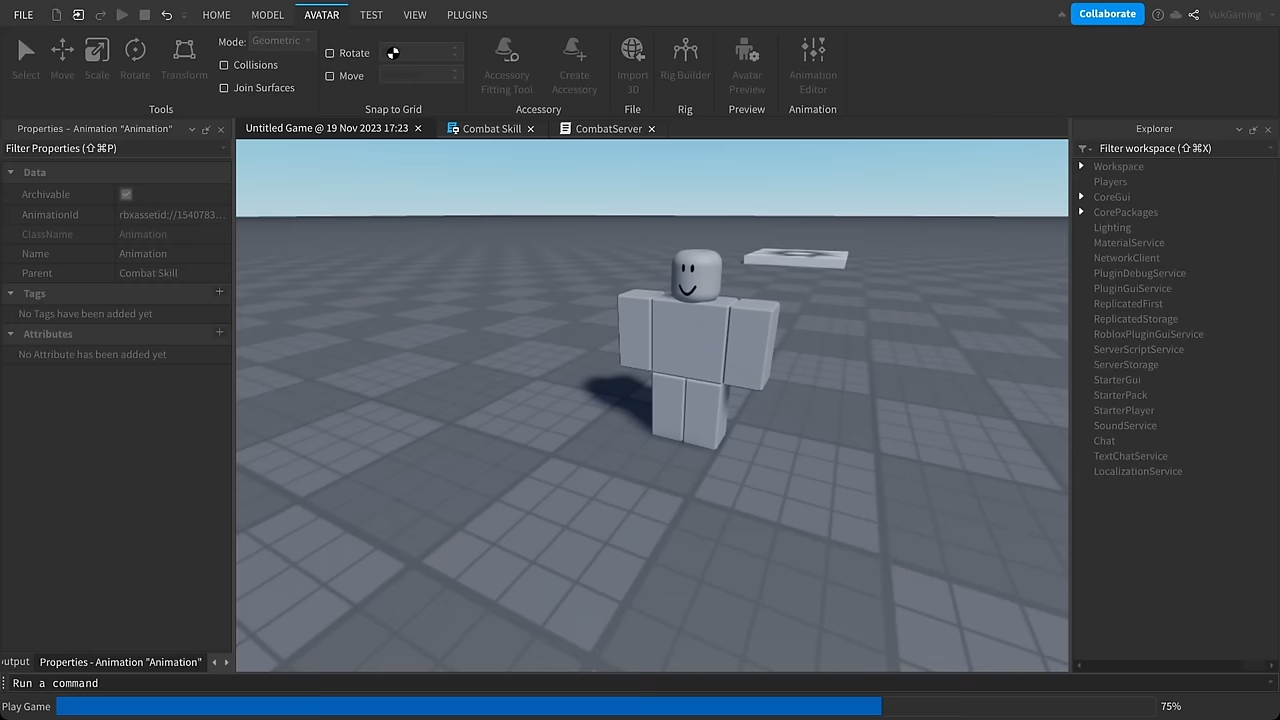 FILE HOME MODEL AVATAR TEST VIEW PLUGINS Collaborate VukGaming
Select Move Scale Rotate Transform
Mode: Geometric
Collisions
Join Surfaces
Tools
Rotate
Move
Snap to Grid
Accessory Fitting Tool
Create Accessory
Accessory
Import 3D
File
Rig Builder
Rig
Avatar Preview
Preview
Animation Editor
Animation
Properties - Animation "Animation"
Filter Properties (⇧⌘P)
Data
Archivable
AnimationId rbxassetid://1540783...
ClassName Animation
Name Animation
Parent Combat Skill
Tags +
No Tags have been added yet
Attributes +
No Attribute has been added yet
Untitled Game @ 19 Nov 2023 17:23 × Combat Skill × CombatServer ×
Explorer
Filter workspace (⇧⌘X)
Workspace
Players
CoreGui
CorePackages
Lighting
MaterialService
NetworkClient
PluginDebugService
PluginGuiService
ReplicatedFirst
ReplicatedStorage
RobloxPluginGuiService
ServerScriptService
ServerStorage
StarterGui
StarterPack
StarterPlayer
SoundService
Chat
TextChatService
LocalizationService
utput Properties - Animation "Animation"
Run a command
Play Game 75%